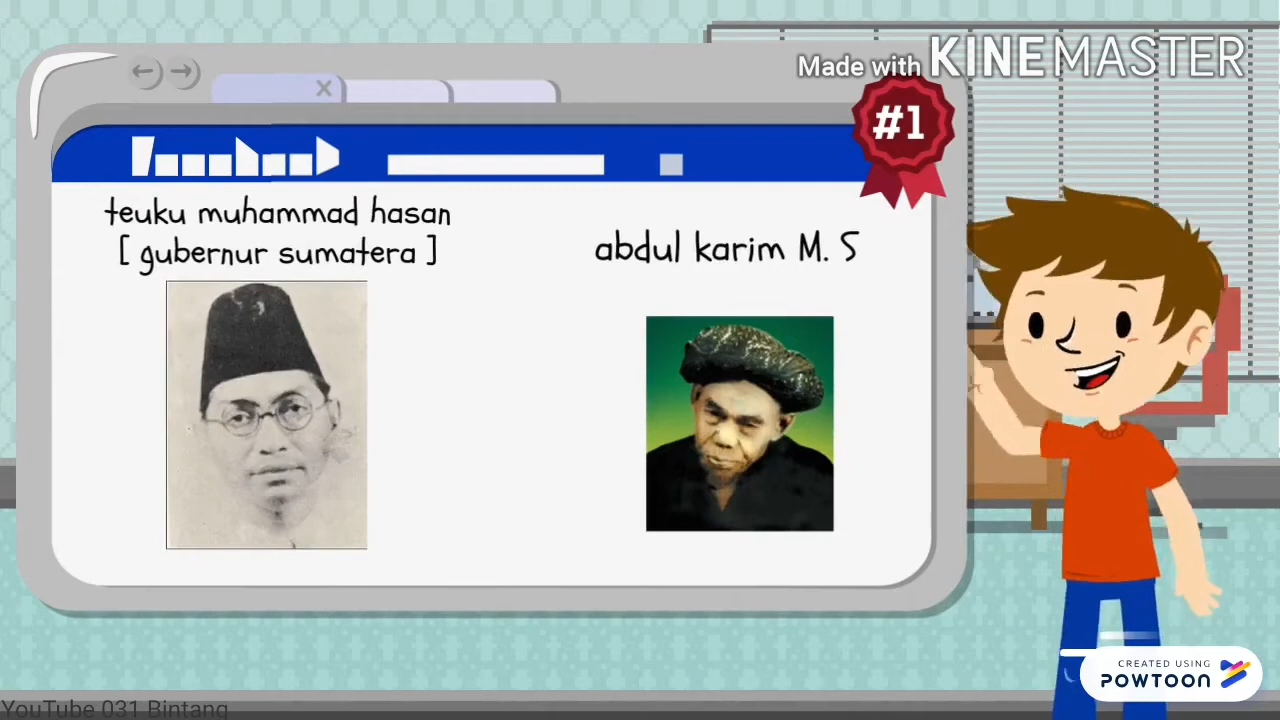 Made with KINEMASTER
#1
teuku muhammad hasan
[ gubernur sumatera ]
abdul karim M. S
CREATED USING
POWTOON
YouTube 031 Bintang